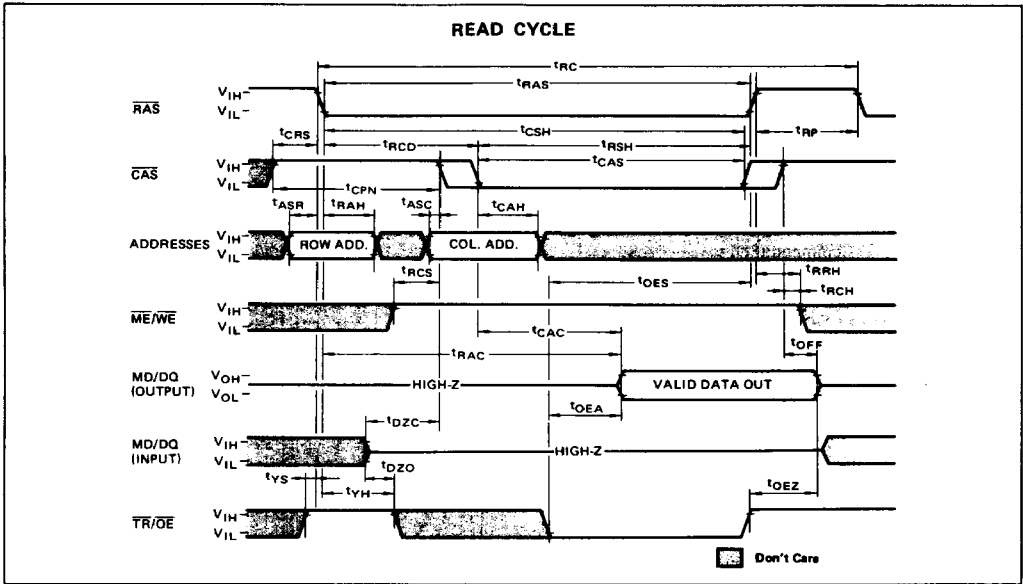 READ CYCLE
tRC
tRAS
RAS VIH
VIL
tCRS
tCSH
tRCD
tRSH
tRP
tCAS
CAS VIH
VIL
tCPN
tASR
tRAH
tASC
tCAH
ADDRESSES VIH
VIL
ROW ADD.
COL. ADD.
tRCS
tOES
tRRH
tRCH
ME/WE VIH
VIL
tCAC
tOFF
tRAC
MD/DQ
(OUTPUT)
VOH
VOL
HIGH-Z
VALID DATA OUT
tOEA
tDZC
MD/DQ
(INPUT)
VIH
VIL
HIGH-Z
tDZO
tYS
tYH
tOEZ
TR/OE VIH
VIL
Don't Care